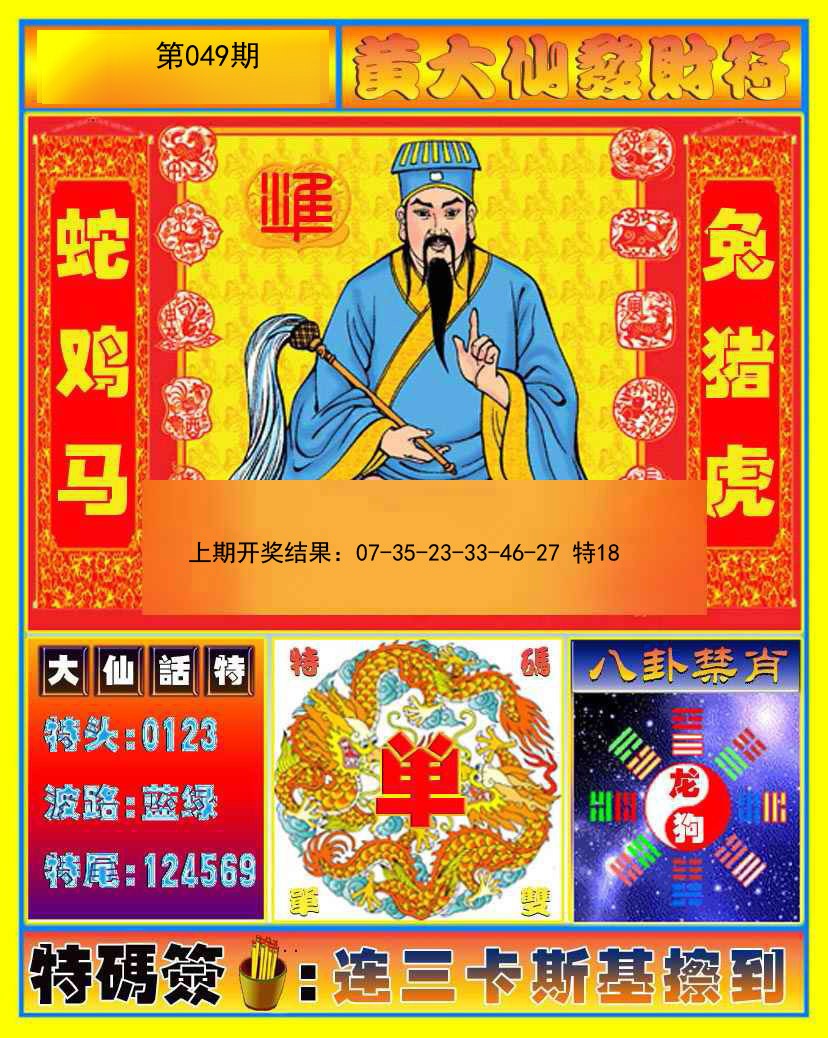 第049期
黄大仙發財符
蛇鸡马
兔猪虎
上期开奖结果：07-35-23-33-46-27 特18
大仙話特
特头:0123
波路:蓝绿
特尾:124569
特碼
单
單雙
八卦禁肖
龙
狗
特碼簽:连三卡斯基擦到